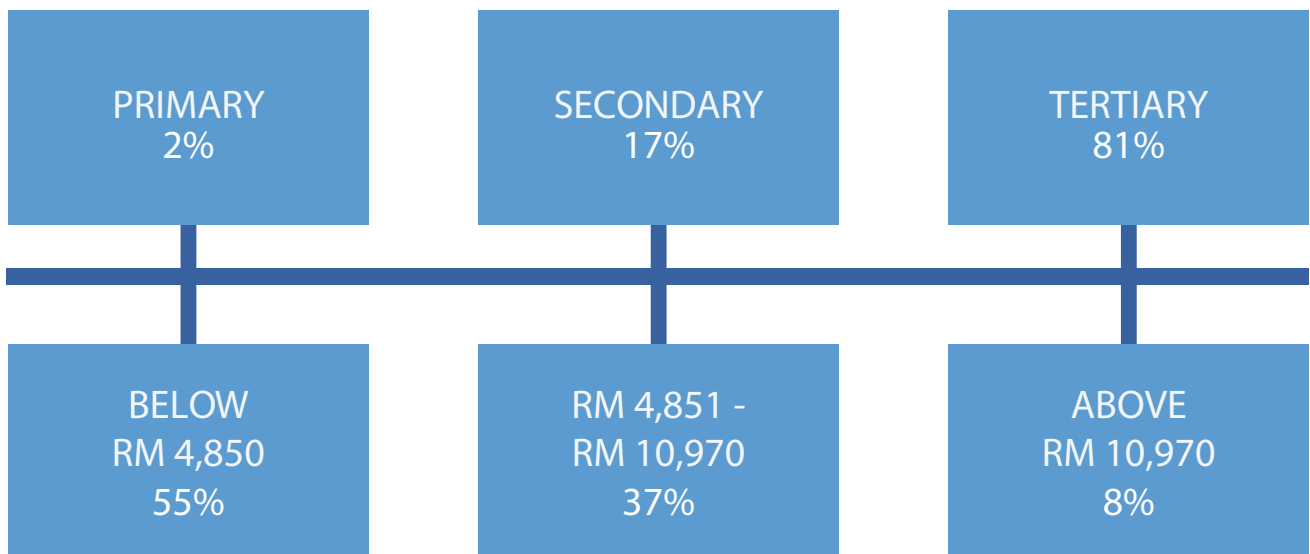 PRIMARY
2%
SECONDARY
17%
TERTIARY
81%
BELOW
RM 4,850
55%
RM 4,851 -
RM 10,970
37%
ABOVE
RM 10,970
8%